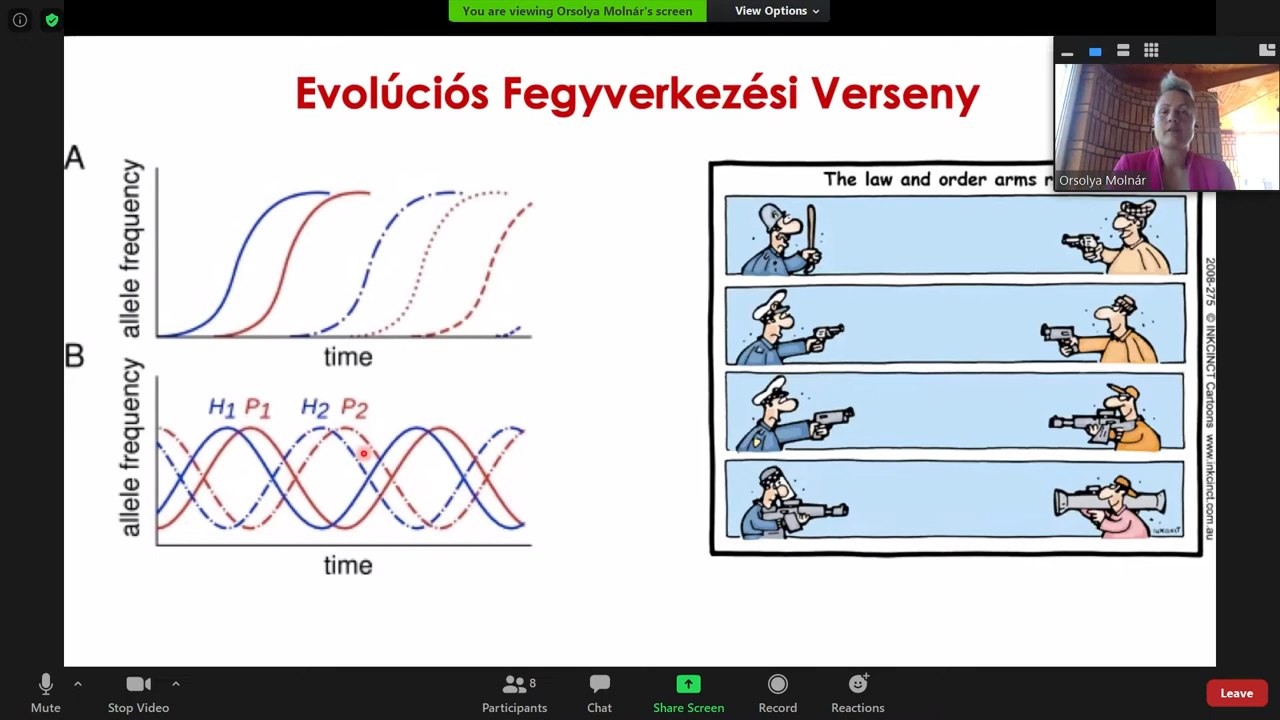 You are viewing Orsolya Molnár's screen
View Options
Evolúciós Fegyverkezési Verseny
Orsolya Molnár
A
allele frequency
time
B
allele frequency
H1 P1 H2 P2
time
The law and order arms
2008-275 © INKCINCT Cartoons www.inkcinct.com.au
Mute
Stop Video
8
Participants
Chat
Share Screen
Record
Reactions
Leave